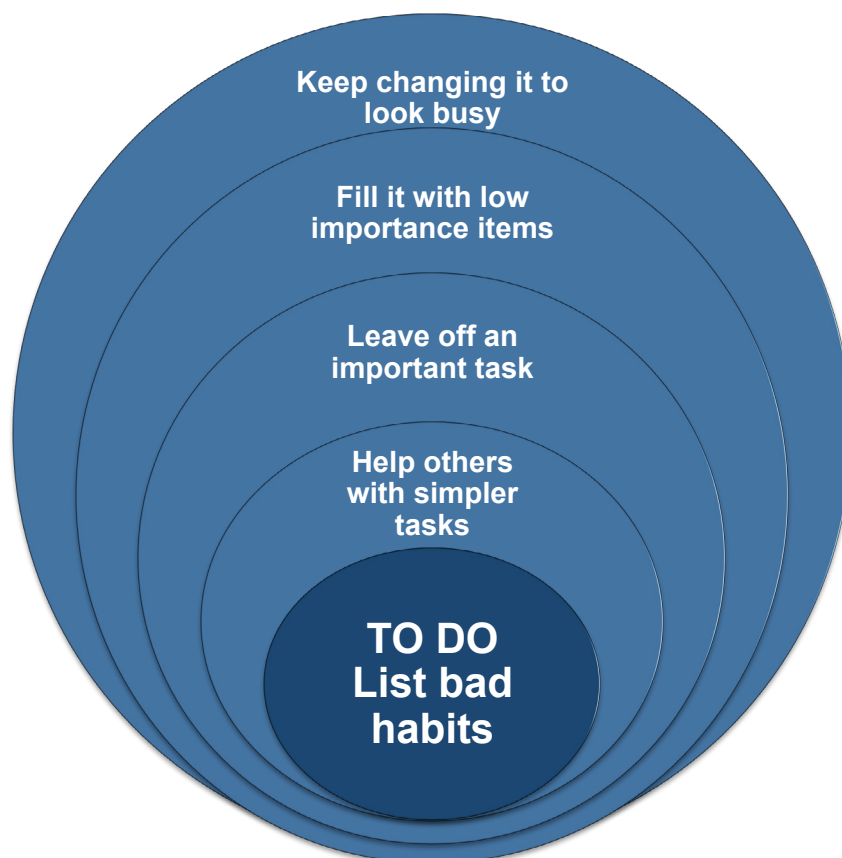 Keep changing it to
look busy
Fill it with low
importance items
Leave off an
important task
Help others
with simpler
tasks
TO DO
List bad
habits